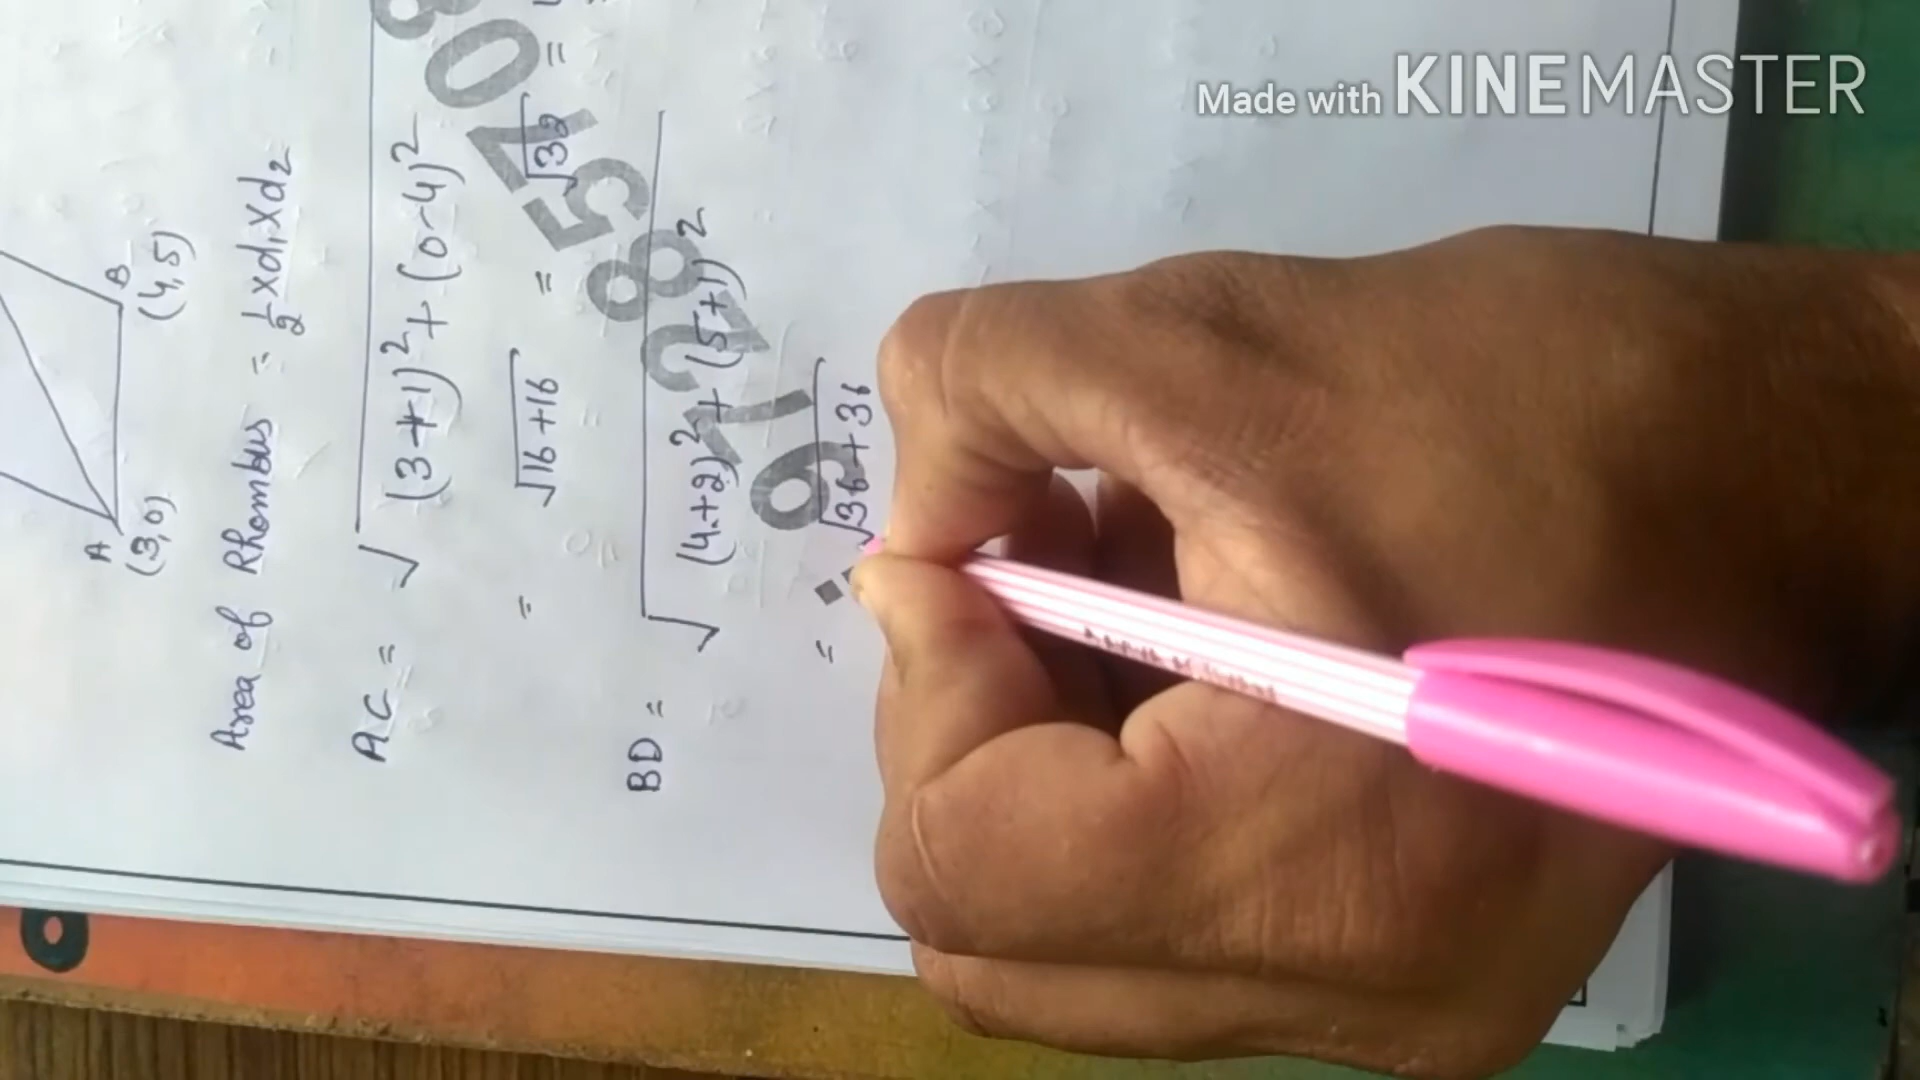 Made with KINEMASTER
A
(3,0)
B
(4,5)
Area of Rhombus = 1/2 x d1 x d2
AC = √(3+1)² + (0-4)²
= √16+16 = √32 =
BD = √(4+2)² + (5+1)²
= √36+36